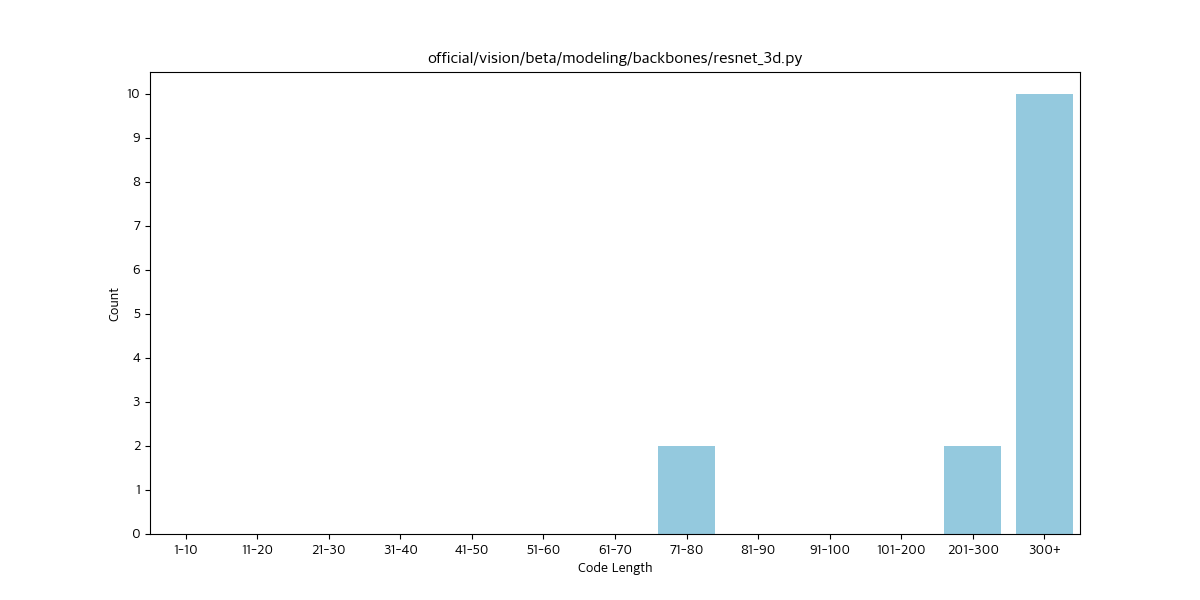 official/vision/beta/modeling/backbones/resnet_3d.py
10
9
8
7
6
5
4
3
2
1
0
Count
1-10 11-20 21-30 31-40 41-50 51-60 61-70 71-80 81-90 91-100 101-200 201-300 300+
Code Length